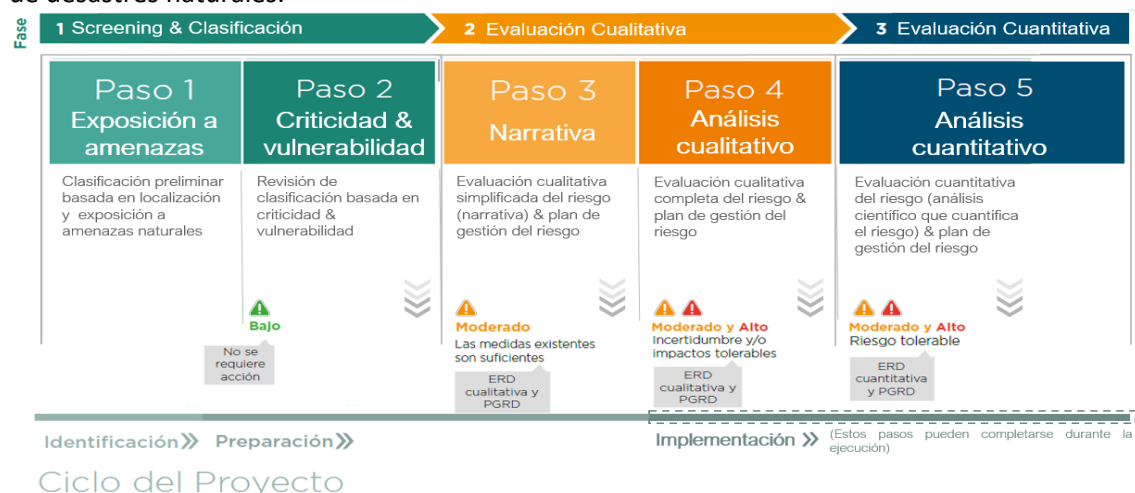 de desastres naturales.
Fase
1 Screening & Clasificación
2 Evaluación Cualitativa
3 Evaluación Cuantitativa
Paso 1
Exposición a
amenazas
Clasificación preliminar
basada en localización
y exposición a
amenazas naturales
Paso 2
Criticidad &
vulnerabilidad
Revisión de
clasificación basada en
criticidad &
vulnerabilidad
Bajo
No se
requiere
acción
Paso 3
Narrativa
Evaluación cualitativa
simplificada del riesgo
(narrativa) & plan de
gestión del riesgo
Moderado
Las medidas existentes
son suficientes
ERD
cualitativa y
PGRD
Paso 4
Análisis
cualitativo
Evaluación cualitativa
completa del riesgo &
plan de gestión del
riesgo
Moderado y Alto
Incertidumbre y/o
impactos tolerables
ERD
cualitativa y
PGRD
Paso 5
Análisis
cuantitativo
Evaluación cuantitativa
del riesgo (análisis
científico que cuantifica
el riesgo) & plan de
gestión del riesgo
Moderado y Alto
Riesgo tolerable
ERD
cuantitativa
y PGRD
Identificación
Preparación
Implementación
(Estos pasos pueden completarse durante la
ejecución)
Ciclo del Proyecto